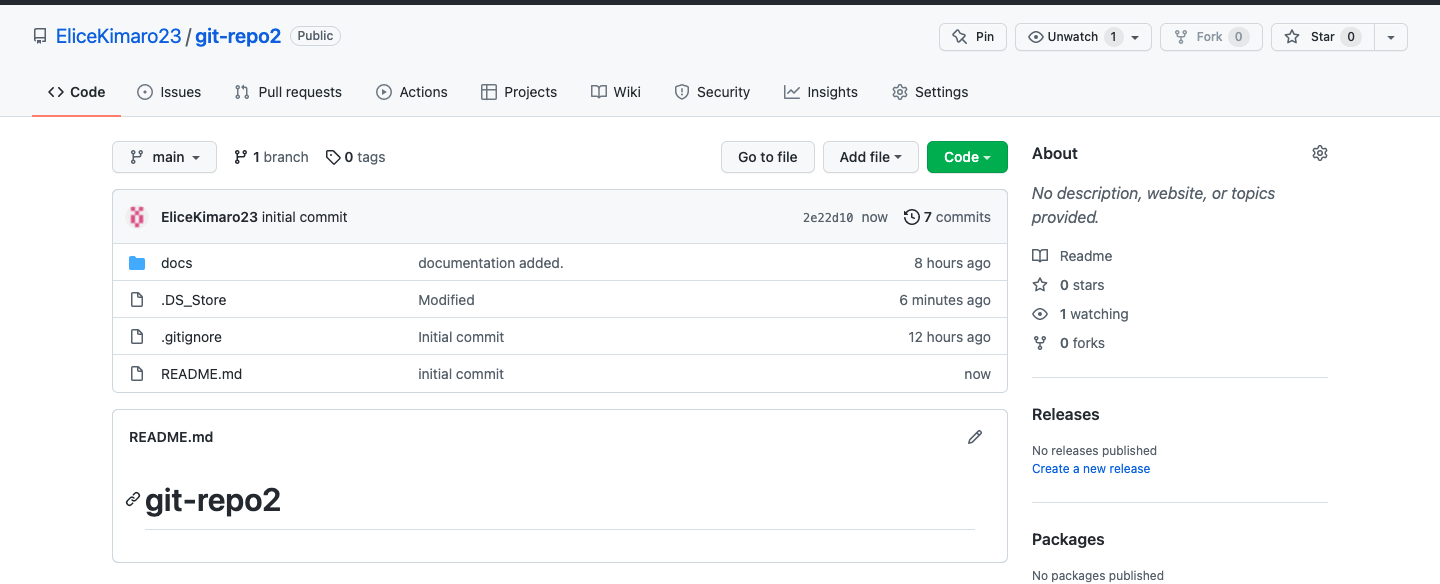 EliceKimaro23 / git-repo2 Public
Pin Unwatch 1 Fork 0 Star 0
Code Issues Pull requests Actions Projects Wiki Security Insights Settings
main 1 branch 0 tags Go to file Add file Code
EliceKimaro23 initial commit 2e22d10 now 7 commits
docs documentation added. 8 hours ago
.DS_Store Modified 6 minutes ago
.gitignore Initial commit 12 hours ago
README.md initial commit now
README.md
git-repo2
About
No description, website, or topics
provided.
Readme
0 stars
1 watching
0 forks
Releases
No releases published
Create a new release
Packages
No packages published